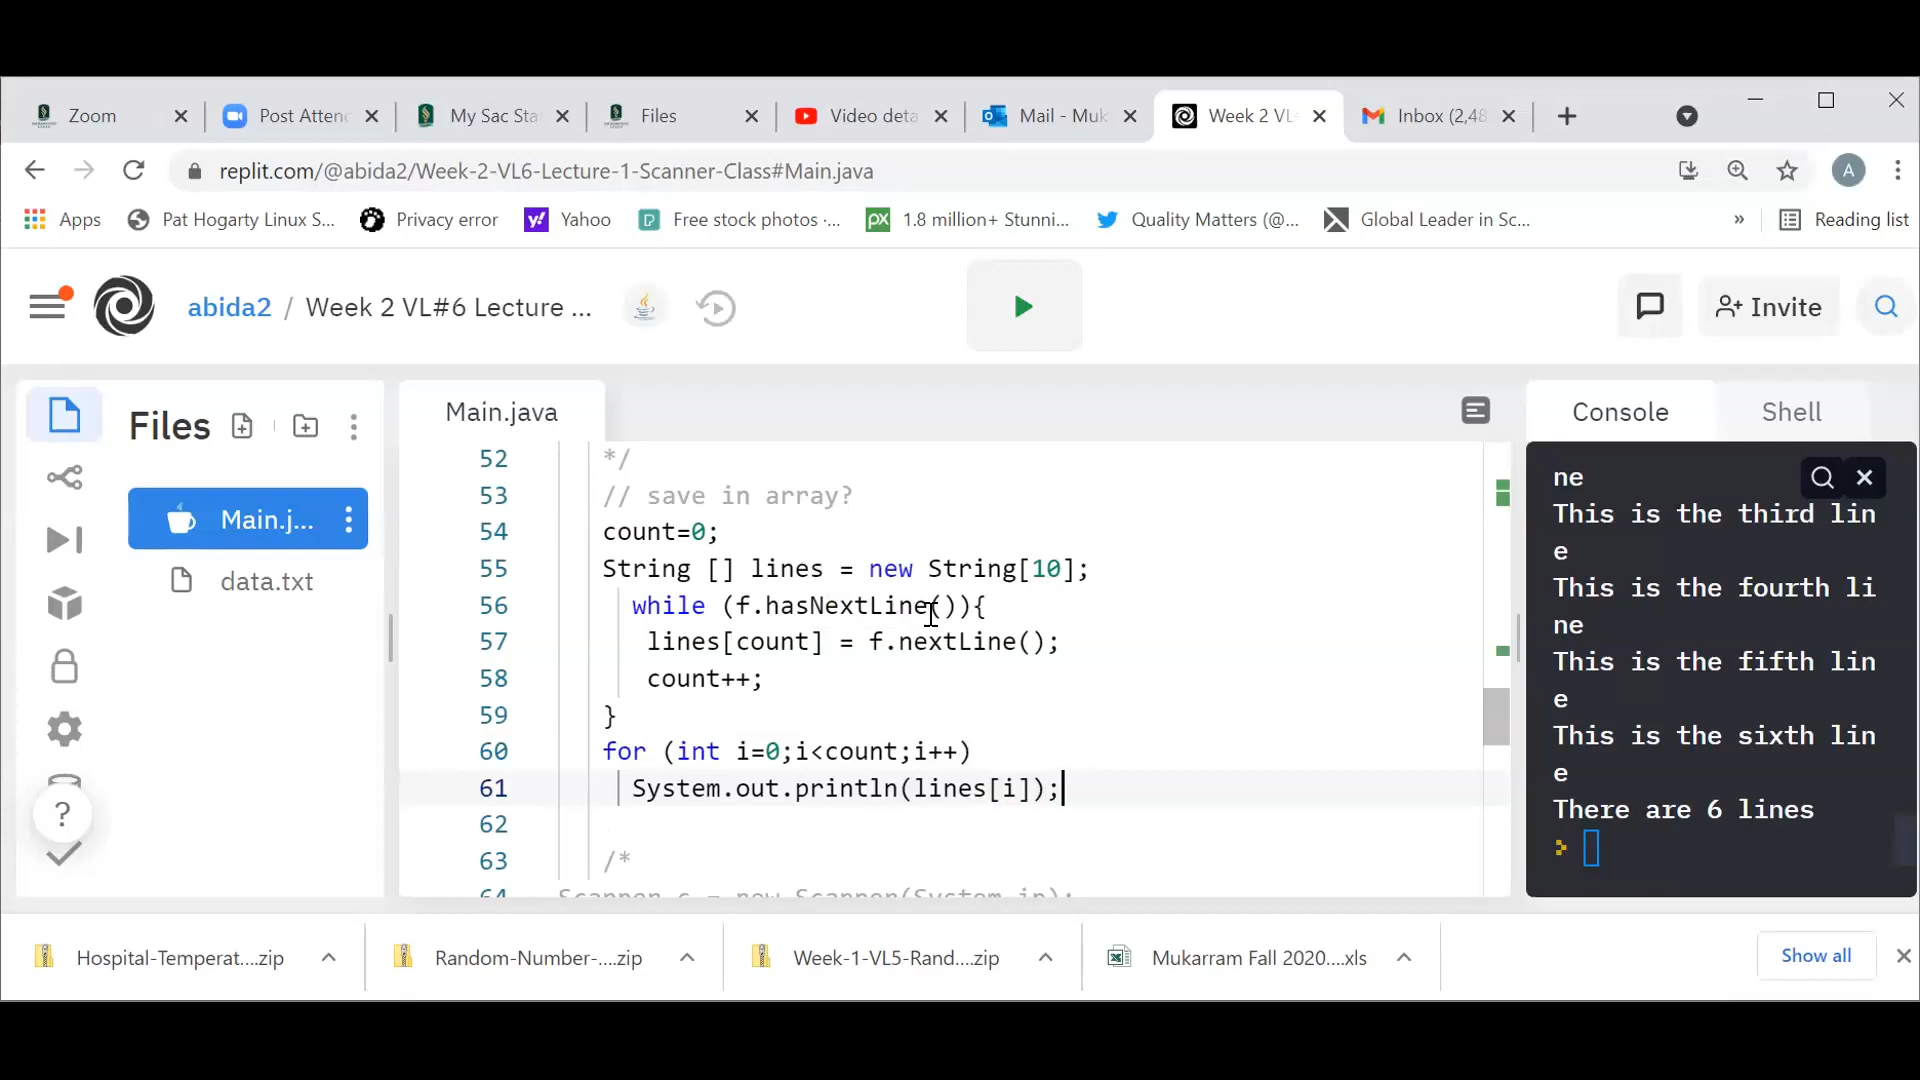 Zoom
Post Atten
My Sac Sta
Files
Video deta
Mail - Muk
Week 2 VL
Inbox (2,48
replit.com/@abida2/Week-2-VL6-Lecture-1-Scanner-Class#Main.java
A
Apps
Pat Hogarty Linux S...
Privacy error
Yahoo
Free stock photos ·...
px
1.8 million+ Stunni...
Quality Matters (@...
Global Leader in Sc...
»
Reading list
abida2 / Week 2 VL#6 Lecture ...
Invite
Files
Main.java
Console
Shell
Main.j...
data.txt
52 */
53 // save in array?
54 count=0;
55 String [] lines = new String[10];
56 while (f.hasNextLine()){
57 lines[count] = f.nextLine();
58 count++;
59 }
60 for (int i=0;i<count;i++)
61 System.out.println(lines[i]);
62
63 /*
64 Scanner c = new Scanner(System.in);
ne
This is the third lin
e
This is the fourth li
ne
This is the fifth lin
e
This is the sixth lin
e
There are 6 lines
?
Hospital-Temperat....zip
Random-Number-....zip
Week-1-VL5-Rand....zip
Mukarram Fall 2020....xls
Show all